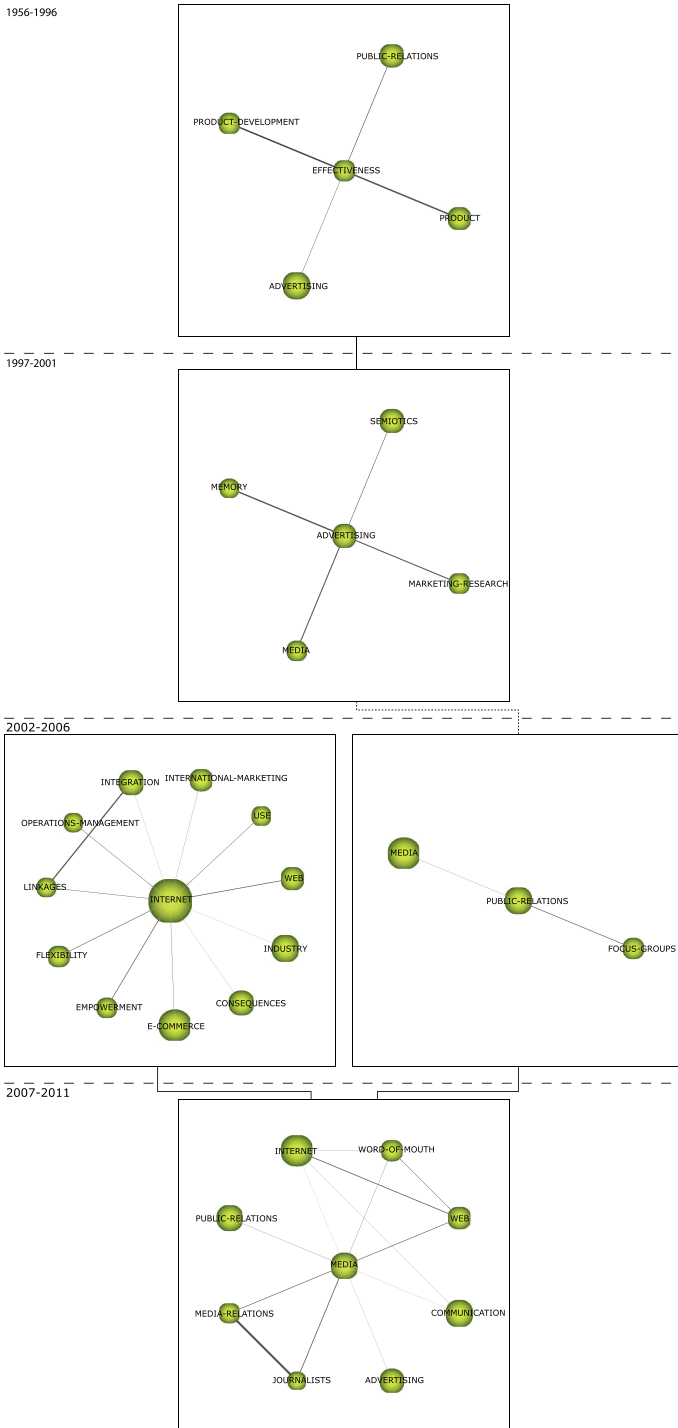 1956-1996
PUBLIC-RELATIONS
PRODUCT-DEVELOPMENT
EFFECTIVENESS
PRODUCT
ADVERTISING
1997-2001
SEMIOTICS
MEMORY
ADVERTISING
MARKETING-RESEARCH
MEDIA
2002-2006
INTEGRATION
INTERNATIONAL-MARKETING
USE
OPERATIONS-MANAGEMENT
WEB
LINKAGES
INTERNET
INDUSTRY
FLEXIBILITY
CONSEQUENCES
EMPOWERMENT
E-COMMERCE
MEDIA
PUBLIC-RELATIONS
FOCUS-GROUPS
2007-2011
INTERNET
WORD-OF-MOUTH
PUBLIC-RELATIONS
WEB
MEDIA
MEDIA-RELATIONS
COMMUNICATION
JOURNALISTS
ADVERTISING